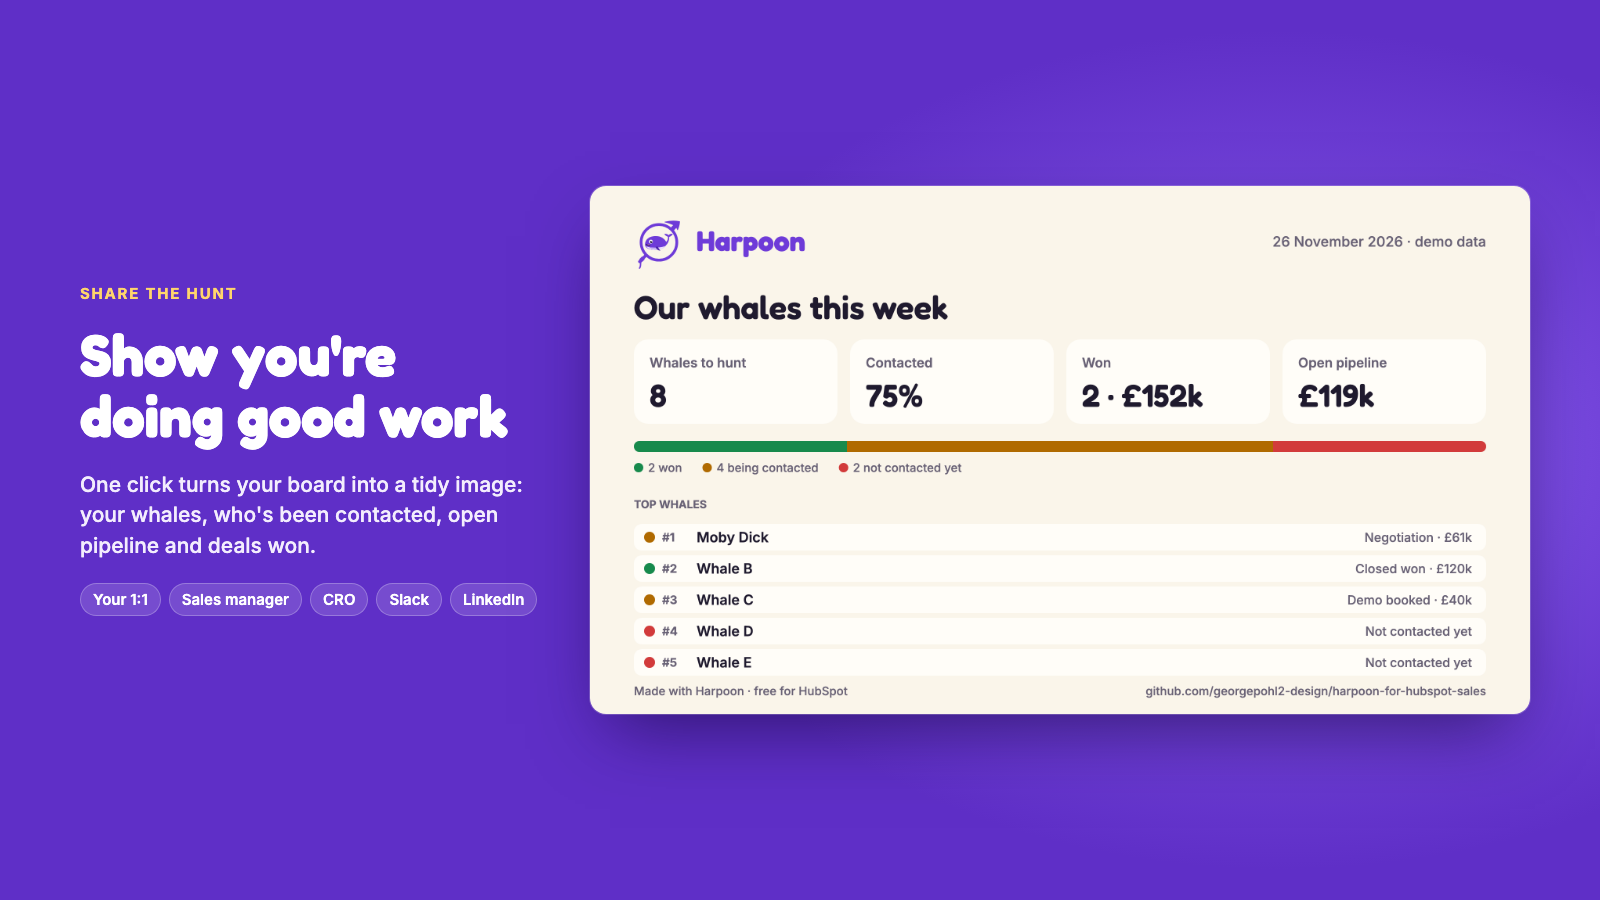 SHARE THE HUNT
Show you're
doing good work
One click turns your board into a tidy image:
your whales, who's been contacted, open
pipeline and deals won.
Your 1:1 Sales manager CRO Slack LinkedIn
Harpoon
26 November 2026 · demo data
Our whales this week
Whales to hunt Contacted Won Open pipeline
8 75% 2 · £152k £119k
2 won 4 being contacted 2 not contacted yet
TOP WHALES
#1 Moby Dick Negotiation · £61k
#2 Whale B Closed won · £120k
#3 Whale C Demo booked · £40k
#4 Whale D Not contacted yet
#5 Whale E Not contacted yet
Made with Harpoon · free for HubSpot github.com/georgepohl2-design/harpoon-for-hubspot-sales